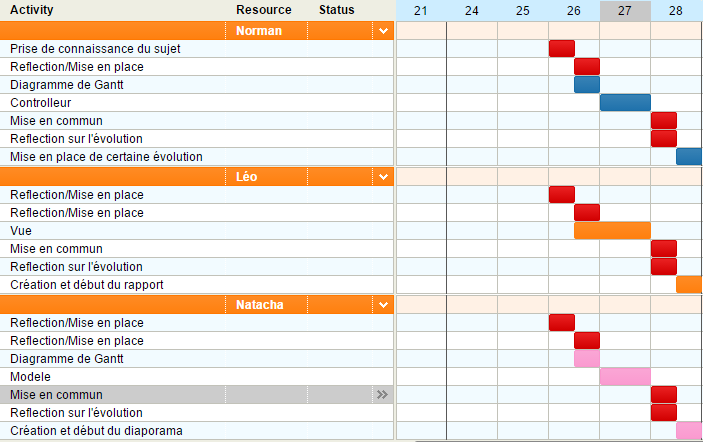 Activity Resource Status 21 24 25 26 27 28
Norman
Prise de connaissance du sujet
Reflection/Mise en place
Diagramme de Gantt
Controlleur
Mise en commun
Reflection sur l'évolution
Mise en place de certaine évolution
Léo
Reflection/Mise en place
Reflection/Mise en place
Vue
Mise en commun
Reflection sur l'évolution
Création et début du rapport
Natacha
Reflection/Mise en place
Reflection/Mise en place
Diagramme de Gantt
Modele
Mise en commun
Reflection sur l'évolution
Création et début du diaporama